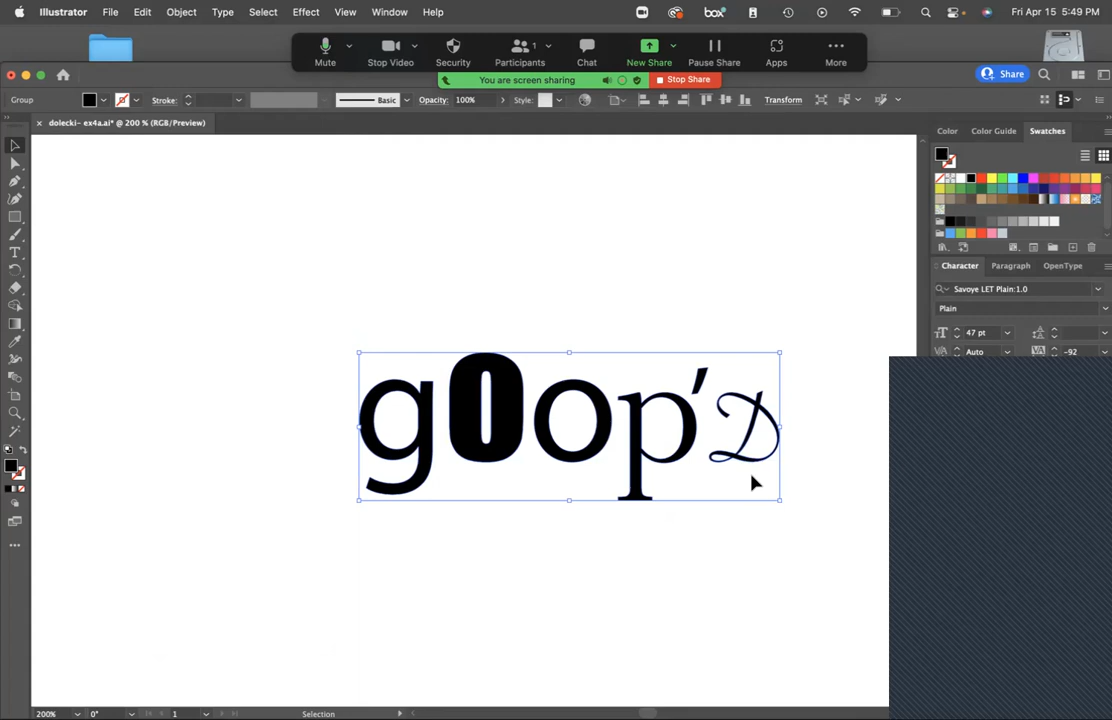 Illustrator File Edit Object Type Select Effect View Window Help
box
Fri Apr 15 5:49 PM
Mute
Stop Video
Security
1
Participants
Chat
New Share
Pause Share
Apps
More
You are screen sharing
Stop Share
Share
Group
Stroke:
Basic
Opacity: 100%
Style:
Transform
dolecki- ex4a.ai* @ 200 % (RGB/Preview)
Color
Color Guide
Swatches
Character
Paragraph
OpenType
Savoye LET Plain:1.0
Plain
47 pt
Auto
-92
goop'D
200%
0°
1
Selection